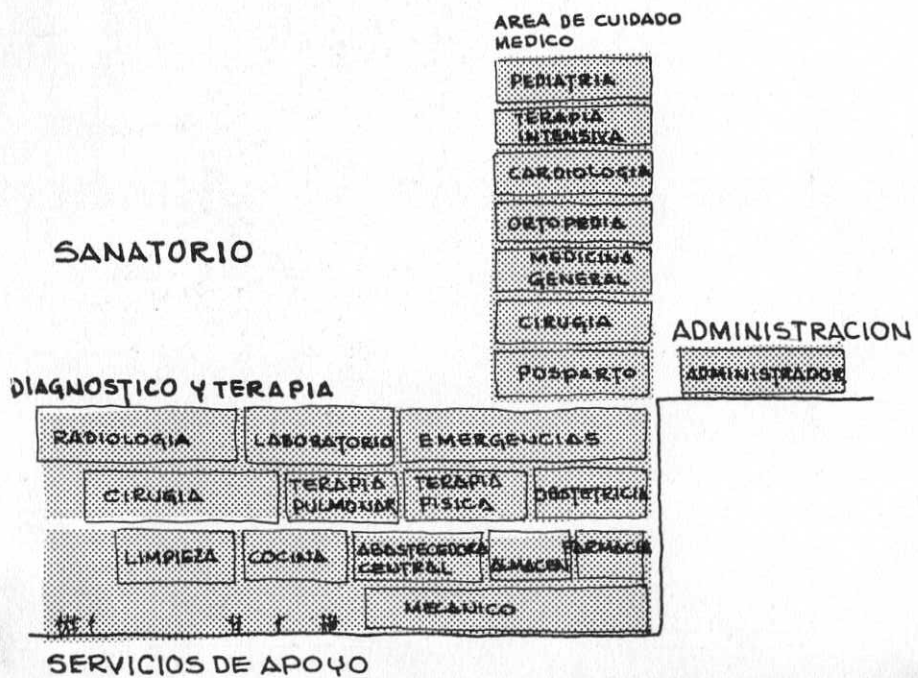 AREA DE CUIDADO
MEDICO
PEDIATRIA
TERAPIA
INTENSIVA
CARDIOLOGIA
ORTOPEDIA
MEDICINA
GENERAL
CIRUGIA
POSPARTO
SANATORIO
ADMINISTRACION
ADMINISTRADOR
DIAGNOSTICO Y TERAPIA
RADIOLOGIA
LABORATORIO
EMERGENCIAS
CIRUGIA
TERAPIA
PULMONAR
TERAPIA
FISICA
OBSTETRICIA
LIMPIEZA
COCINA
ABASTECEDORA
CENTRAL
ALMACEN
FARMACIA
MECANICO
SERVICIOS DE APOYO